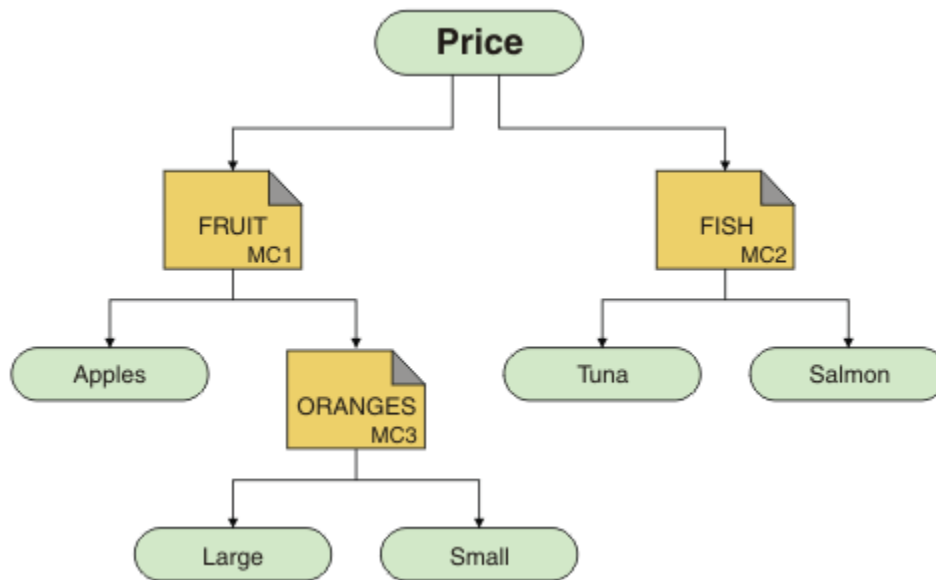 Price
FRUIT
MC1
FISH
MC2
Apples
ORANGES
MC3
Tuna
Salmon
Large
Small